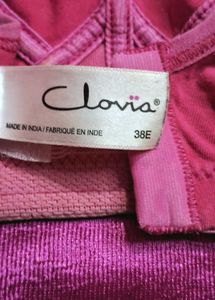 Clovia®
MADE IN INDIA / FABRIQUÉ EN INDE
38E